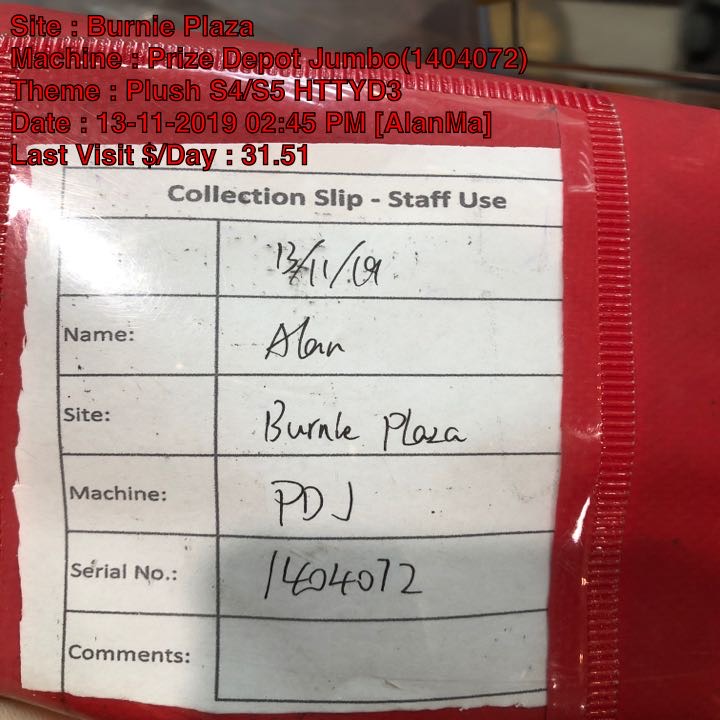 Site : Burnie Plaza
Machine : Prize Depot Jumbo(1404072)
Theme : Plush S4/S5 HTTYD3
Date : 13-11-2019 02:45 PM [AlanMa]
Last Visit $/Day : 31.51
Collection Slip - Staff Use
13/11/19
Name: Alan
Site: Burnie Plaza
Machine: PDJ
Serial No.: 1404072
Comments: